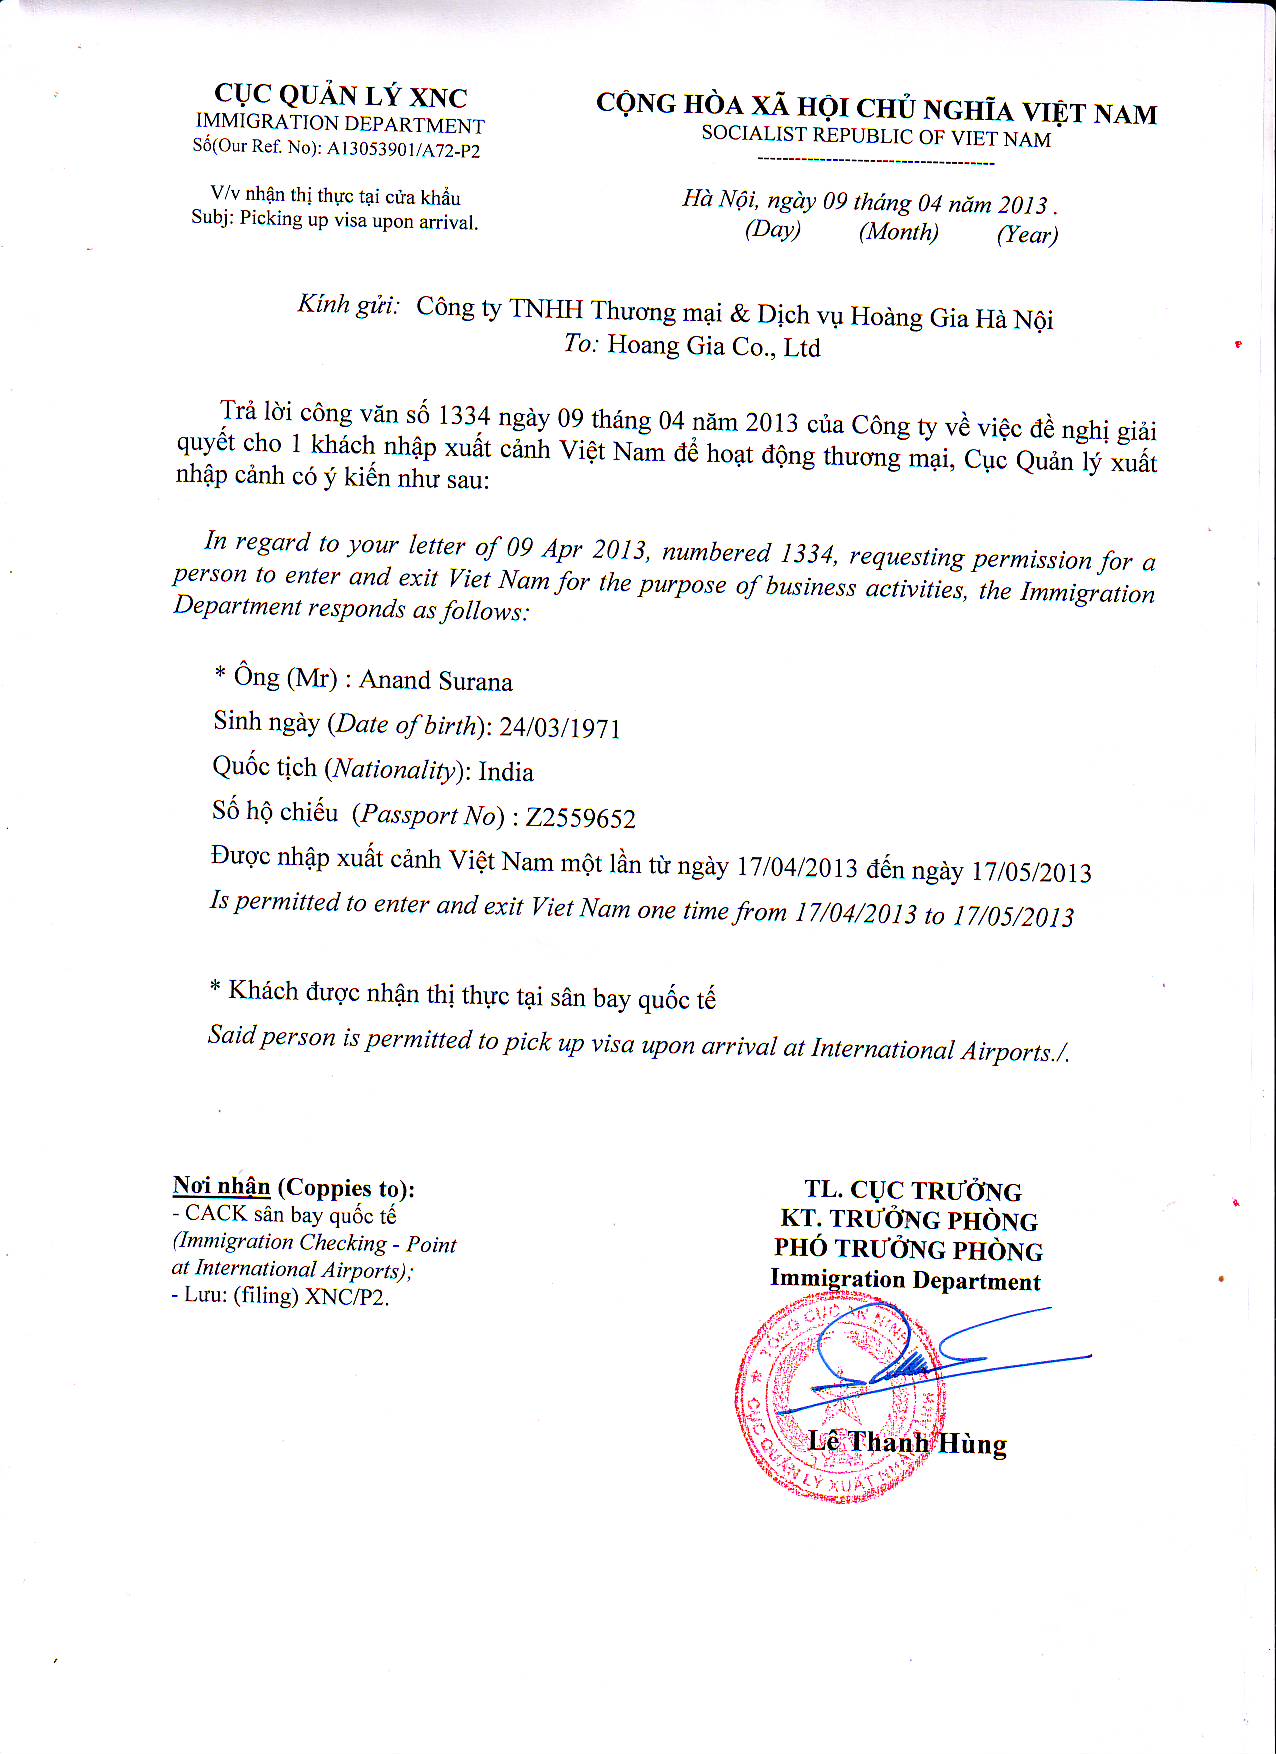 CỤC QUẢN LÝ XNC
IMMIGRATION DEPARTMENT
Số(Our Ref. No): A13053901/A72-P2
V/v nhận thị thực tại cửa khẩu
Subj: Picking up visa upon arrival.
CỘNG HÒA XÃ HỘI CHỦ NGHĨA VIỆT NAM
SOCIALIST REPUBLIC OF VIET NAM
--------------------------------------
Hà Nội, ngày 09 tháng 04 năm 2013 .
(Day) (Month) (Year)
Kính gửi: Công ty TNHH Thương mại & Dịch vụ Hoàng Gia Hà Nội
To: Hoang Gia Co., Ltd
Trả lời công văn số 1334 ngày 09 tháng 04 năm 2013 của Công ty về việc đề nghị giải
quyết cho 1 khách nhập xuất cảnh Việt Nam để hoạt động thương mại, Cục Quản lý xuất
nhập cảnh có ý kiến như sau:
In regard to your letter of 09 Apr 2013, numbered 1334, requesting permission for a
person to enter and exit Viet Nam for the purpose of business activities, the Immigration
Department responds as follows:
* Ông (Mr) : Anand Surana
Sinh ngày (Date of birth): 24/03/1971
Quốc tịch (Nationality): India
Số hộ chiếu (Passport No) : Z2559652
Được nhập xuất cảnh Việt Nam một lần từ ngày 17/04/2013 đến ngày 17/05/2013
Is permitted to enter and exit Viet Nam one time from 17/04/2013 to 17/05/2013
* Khách được nhận thị thực tại sân bay quốc tế
Said person is permitted to pick up visa upon arrival at International Airports./.
Nơi nhận (Coppies to):
- CACK sân bay quốc tế
(Immigration Checking - Point
at International Airports);
- Lưu: (filing) XNC/P2.
TL. CỤC TRƯỞNG
KT. TRƯỞNG PHÒNG
PHÓ TRƯỞNG PHÒNG
Immigration Department
TỔNG CỤC AN NINH
CỤC QUẢN LÝ XUẤT NHẬP
Lê Thanh Hùng